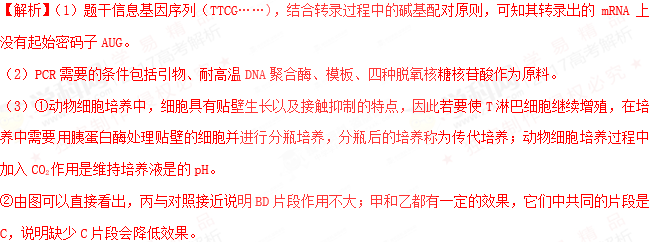 【解析】（1）题干信息基因序列（TTCG……），结合转录过程中的碱基配对原则，可知其转录出的 mRNA 上
没有起始密码子 AUG。
（2）PCR 需要的条件包括引物、耐高温 DNA 聚合酶、模板、四种脱氧核糖核苷酸作为原料。
（3）①动物细胞培养中，细胞具有贴壁生长以及接触抑制的特点，因此若要使 T 淋巴细胞继续增殖，在培
养中需要用胰蛋白酶处理贴壁的细胞并进行分瓶培养，分瓶后的培养称为传代培养；动物细胞培养过程中
加入 CO₂作用是维持培养液是的 pH。
②由图可以直接看出，丙与对照接近说明 BD 片段作用不大；甲和乙都有一定的效果，它们中共同的片段是
C，说明缺少 C 片段会降低效果。